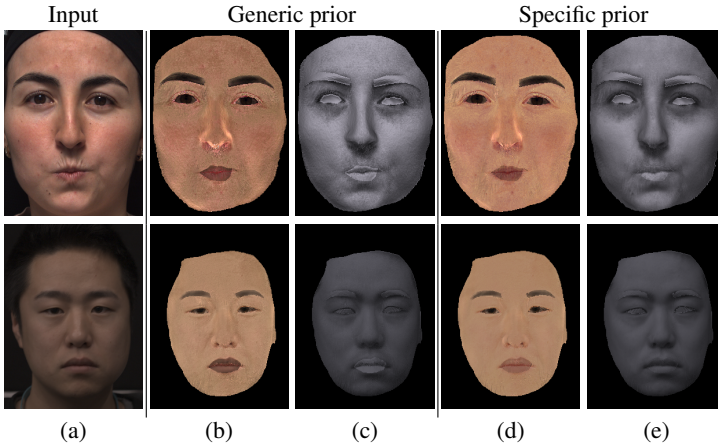 Input Generic prior Specific prior
(a) (b) (c) (d) (e)